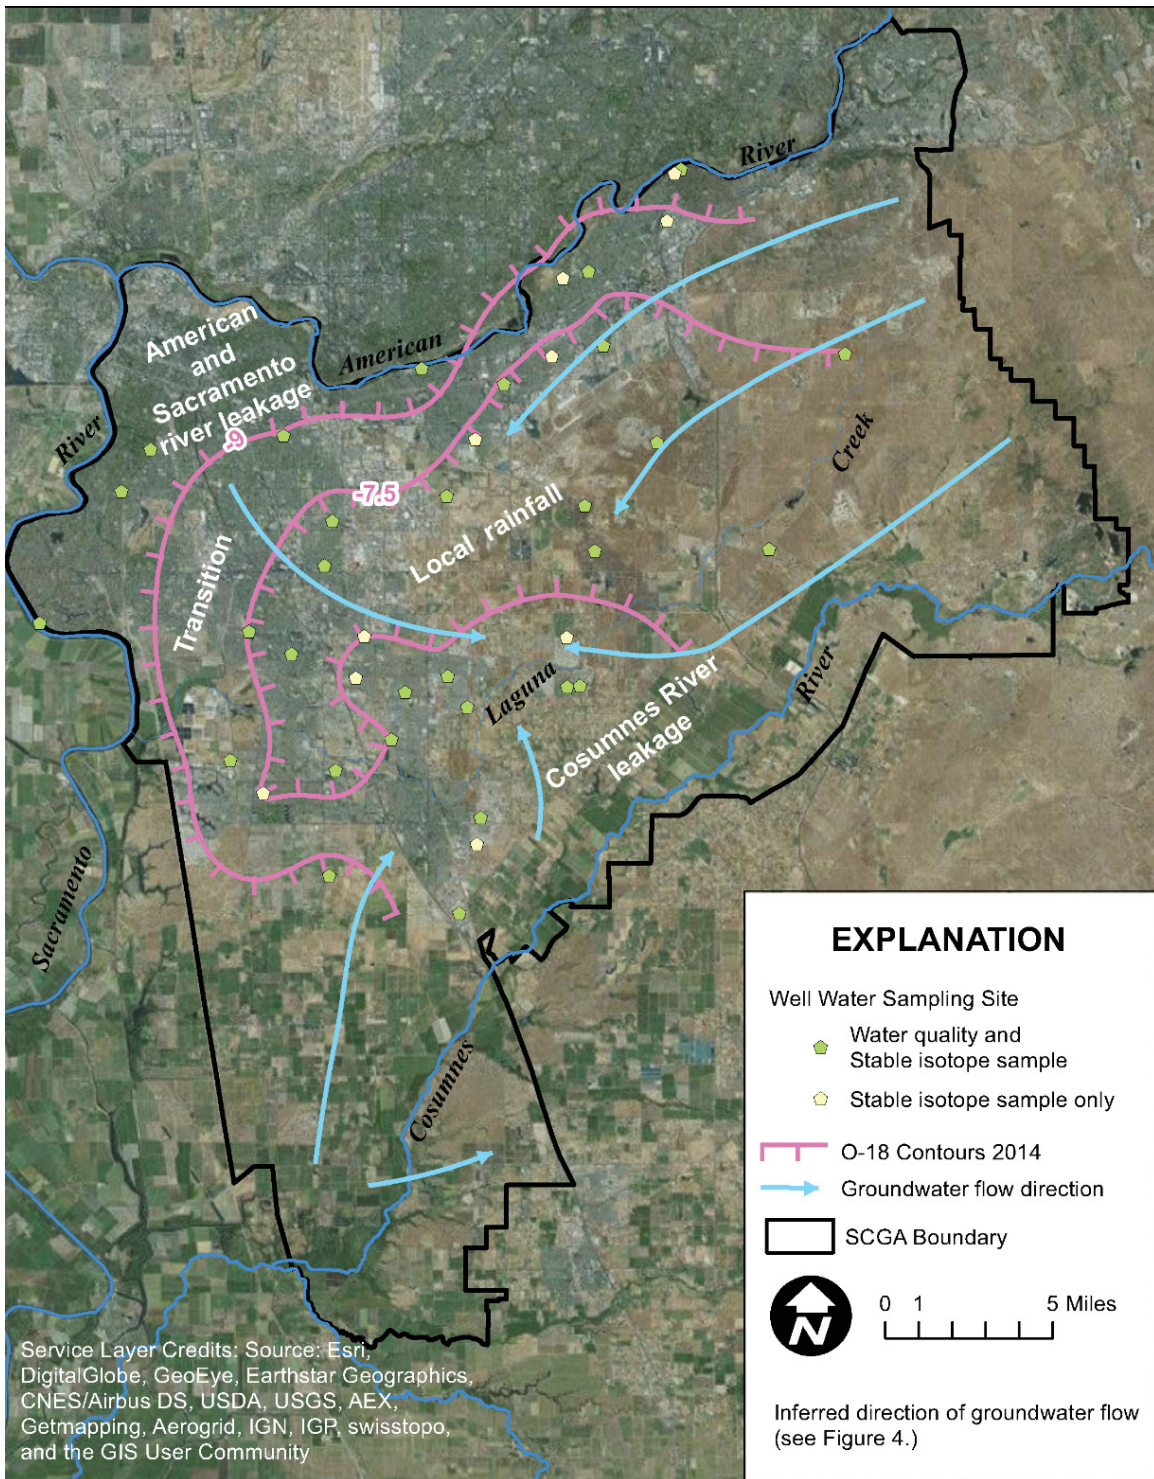 River
American
and
Sacramento
river leakage
American
River
-9
-7.5
Creek
Transition
Local rainfall
Laguna
River
Cosumnes River
leakage
Sacramento
Cosumnes
EXPLANATION
Well Water Sampling Site
Water quality and
Stable isotope sample
Stable isotope sample only
O-18 Contours 2014
Groundwater flow direction
SCGA Boundary
N
0 1 5 Miles
Inferred direction of groundwater flow
(see Figure 4.)
Service Layer Credits: Source: Esri,
DigitalGlobe, GeoEye, Earthstar Geographics,
CNES/Airbus DS, USDA, USGS, AEX,
Getmapping, Aerogrid, IGN, IGP, swisstopo,
and the GIS User Community